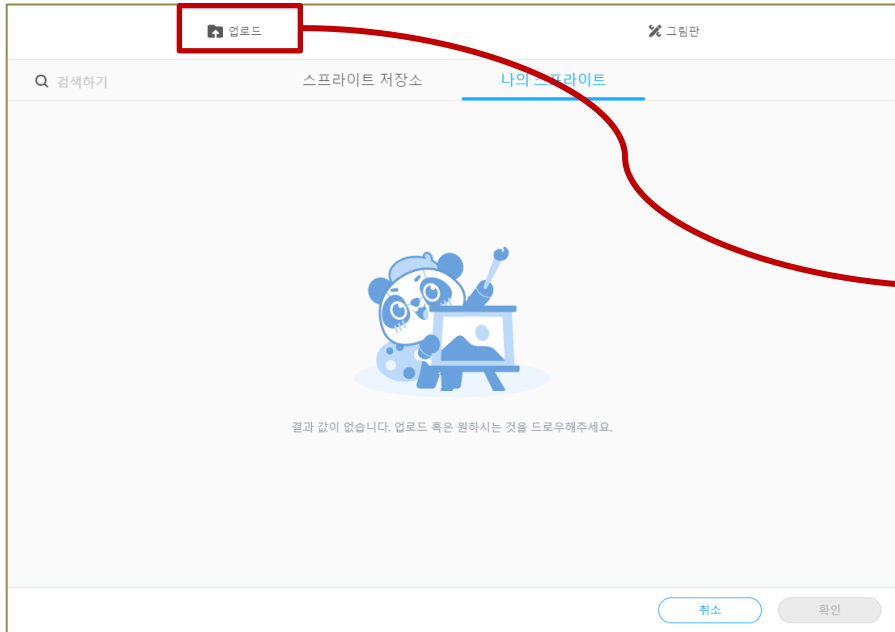 업로드
그림판
검색하기
스프라이트 저장소
나의 스프라이트
결과 값이 없습니다. 업로드 혹은 원하시는 것을 드로우해주세요.
취소
확인